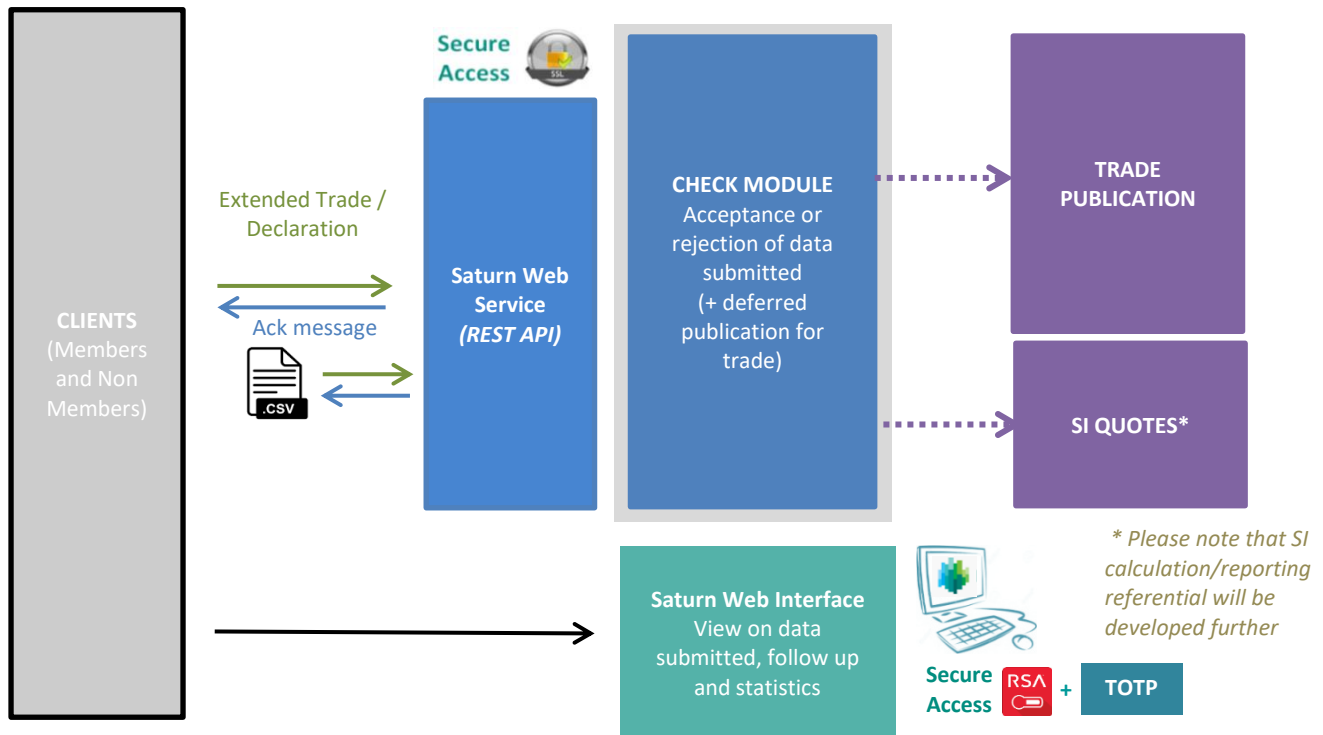 CLIENTS
(Members
and Non
Members)
Extended Trade /
Declaration
Ack message
.CSV
Secure
Access
SSL
Saturn Web
Service
(REST API)
CHECK MODULE
Acceptance or
rejection of data
submitted
(+ deferred
publication for
trade)
TRADE
PUBLICATION
SI QUOTES*
* Please note that SI
calculation/reporting
referential will be
developed further
Saturn Web Interface
View on data
submitted, follow up
and statistics
Secure
Access
RSA
+
TOTP